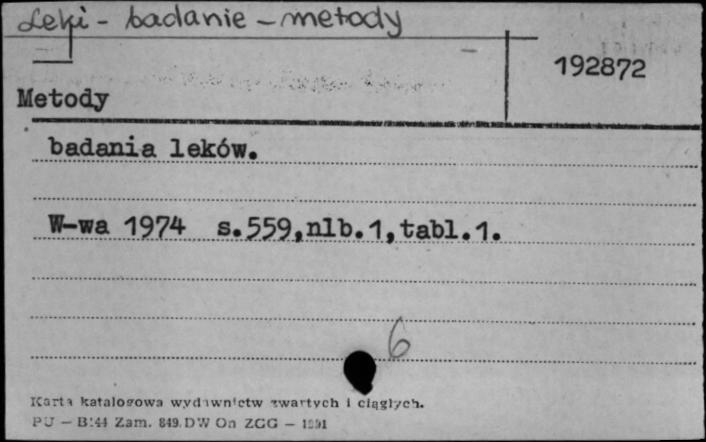 Leki - badanie - metody
192872
Metody
badania leków.
W-wa 1974 s.559,nlb.1,tabl.1.
6
Karta katalogowa wydawnictw zwartych i ciągłych.
PU - B:44 Zam. 849. DW On ZGG -